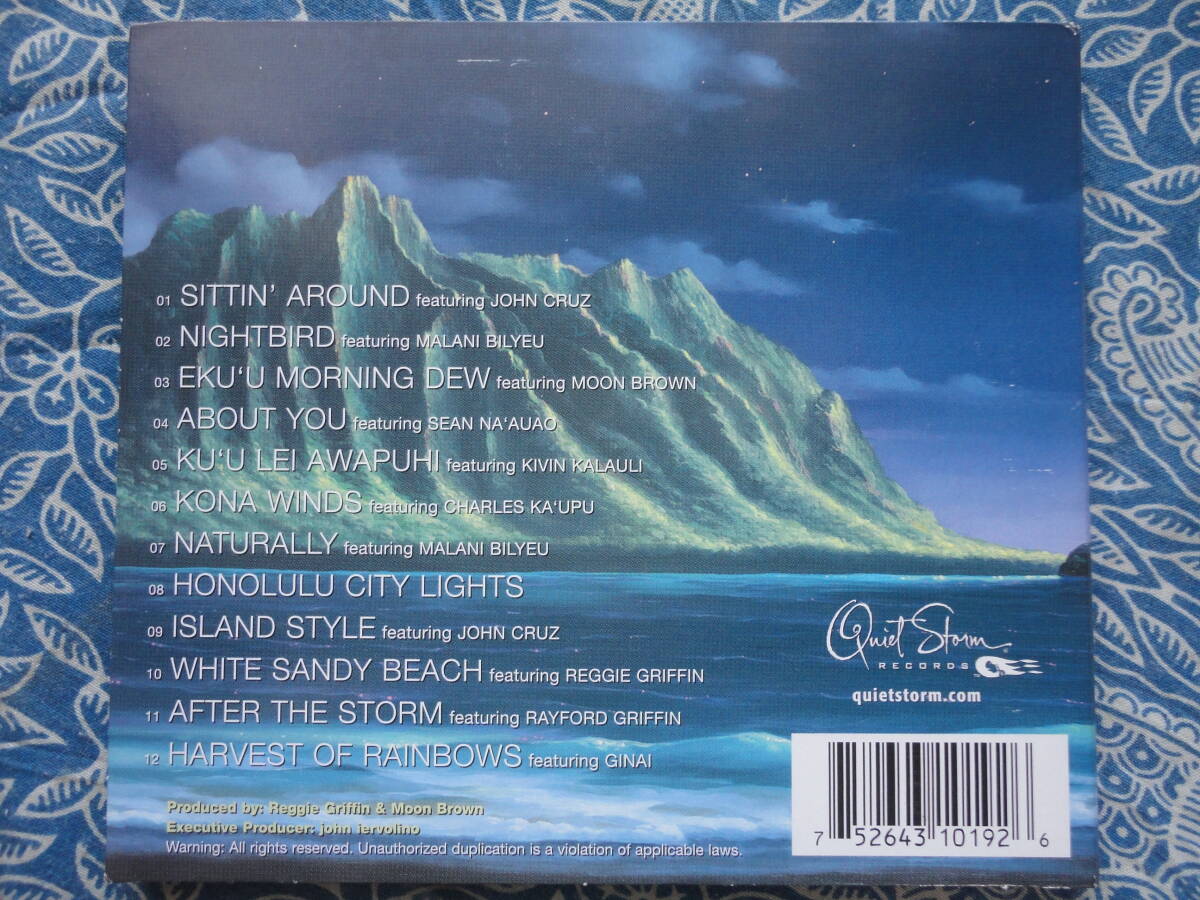 01 SITTIN' AROUND featuring JOHN CRUZ
02 NIGHTBIRD featuring MALANI BILYEU
03 EKU‘U MORNING DEW featuring MOON BROWN
04 ABOUT YOU featuring SEAN NA‘AUAO
05 KU‘U LEI AWAPUHI featuring KIVIN KALAULI
06 KONA WINDS featuring CHARLES KA‘UPU
07 NATURALLY featuring MALANI BILYEU
08 HONOLULU CITY LIGHTS
09 ISLAND STYLE featuring JOHN CRUZ
10 WHITE SANDY BEACH featuring REGGIE GRIFFIN
11 AFTER THE STORM featuring RAYFORD GRIFFIN
12 HARVEST OF RAINBOWS featuring GINAI
Produced by: Reggie Griffin & Moon Brown
Executive Producer: john iervolino
Warning: All rights reserved. Unauthorized duplication is a violation of applicable laws.
Quiet Storm
RECORDS
quietstorm.com
7 52643 10192 6